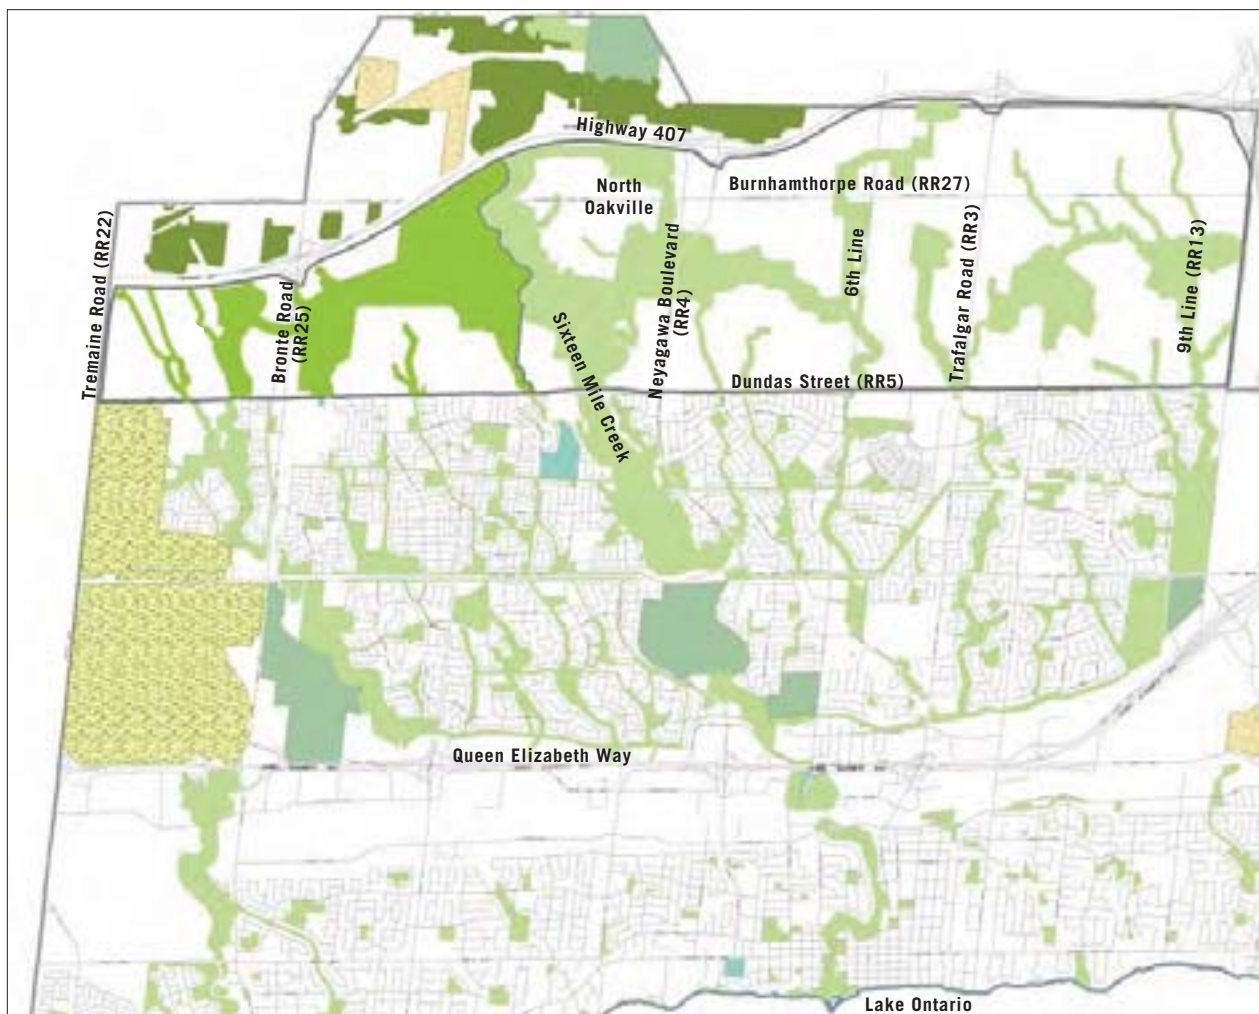 Highway 407
North
Oakville
Burnhamthorpe Road (RR27)
Tremaine Road (RR22)
Bronte Road
(RR25)
Sixteen Mile Creek
Neyagawa Boulevard
(RR4)
6th Line
Trafalgar Road (RR3)
9th Line (RR13)
Dundas Street (RR5)
Queen Elizabeth Way
Lake Ontario